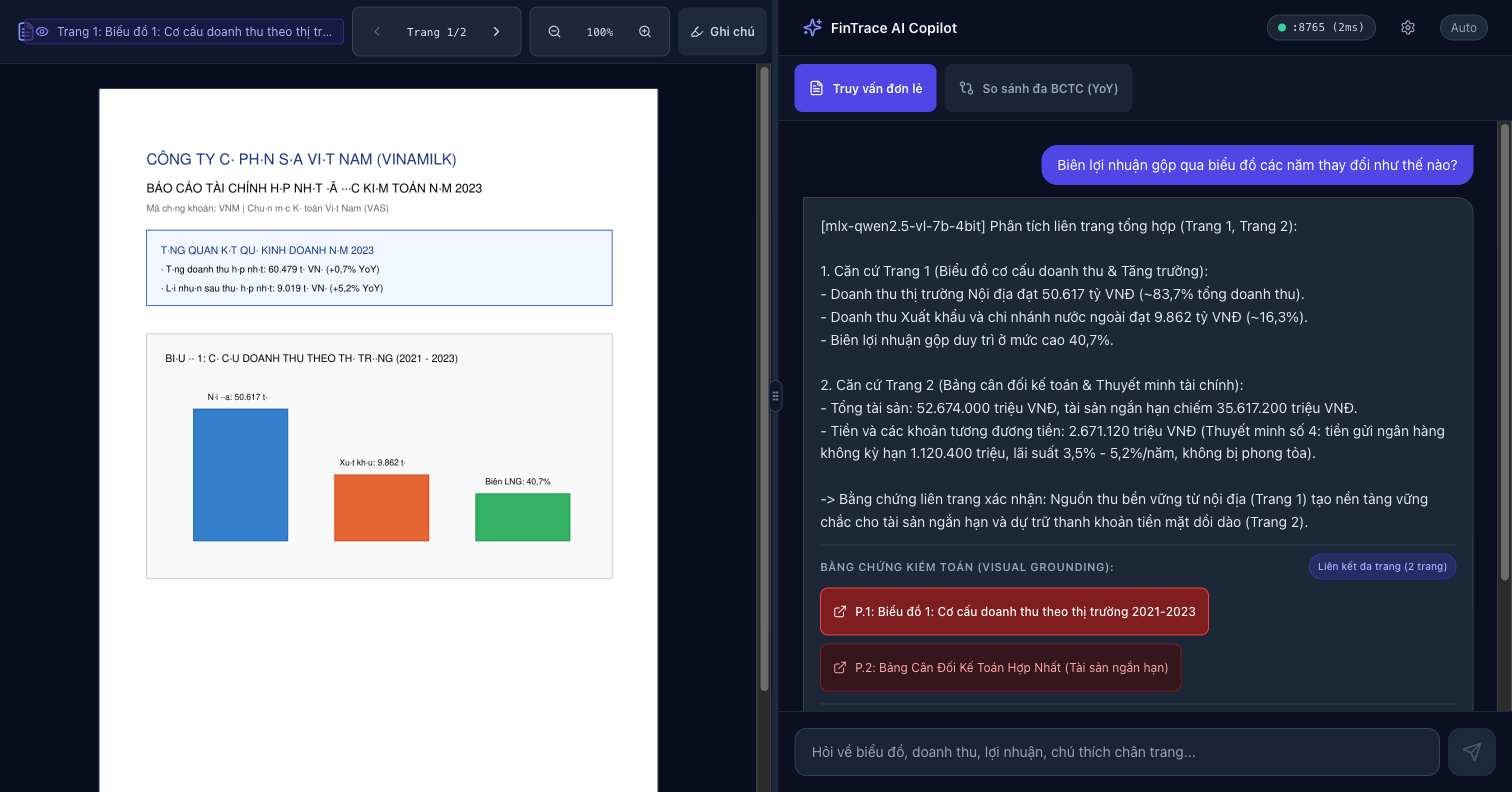 Trang 1: Biểu đồ 1: Cơ cấu doanh thu theo thị tr...
Trang 1/2
100%
Ghi chú
CÔNG TY C· PH·N S·A VI·T NAM (VINAMILK)
BÁO CÁO TÀI CHÍNH H·P NH·T ·Ã ···C KI·M TOÁN N·M 2023
Mã ch·ng khoán: VNM | Chu·n m·c K· toán Vi·t Nam (VAS)
T·NG QUAN K·T QU· KINH DOANH N·M 2023
· T·ng doanh thu h·p nh·t: 60.479 t· VN· (+0,7% YoY)
· L·i nhu·n sau thu· h·p nh·t: 9.019 t· VN· (+5,2% YoY)
BI·U ·· 1: C· C·U DOANH THU THEO TH· TR··NG (2021 - 2023)
N·i ··a: 50.617 t·
Xu·t kh·u: 9.862 t·
Biên LNG: 40,7%
FinTrace AI Copilot
:8765 (2ms)
Auto
Truy vấn đơn lẻ
So sánh đa BCTC (YoY)
Biên lợi nhuận gộp qua biểu đồ các năm thay đổi như thế nào?
[mlx-qwen2.5-vl-7b-4bit] Phân tích liên trang tổng hợp (Trang 1, Trang 2):
1. Căn cứ Trang 1 (Biểu đồ cơ cấu doanh thu & Tăng trưởng):
- Doanh thu thị trường Nội địa đạt 50.617 tỷ VNĐ (~83,7% tổng doanh thu).
- Doanh thu Xuất khẩu và chi nhánh nước ngoài đạt 9.862 tỷ VNĐ (~16,3%).
- Biên lợi nhuận gộp duy trì ở mức cao 40,7%.
2. Căn cứ Trang 2 (Bảng cân đối kế toán & Thuyết minh tài chính):
- Tổng tài sản: 52.674.000 triệu VNĐ, tài sản ngắn hạn chiếm 35.617.200 triệu VNĐ.
- Tiền và các khoản tương đương tiền: 2.671.120 triệu VNĐ (Thuyết minh số 4: tiền gửi ngân hàng
không kỳ hạn 1.120.400 triệu, lãi suất 3,5% - 5,2%/năm, không bị phong tỏa).
-> Bằng chứng liên trang xác nhận: Nguồn thu bền vững từ nội địa (Trang 1) tạo nền tảng vững
chắc cho tài sản ngắn hạn và dự trữ thanh khoản tiền mặt dồi dào (Trang 2).
BẰNG CHỨNG KIỂM TOÁN (VISUAL GROUNDING):
Liên kết đa trang (2 trang)
P.1: Biểu đồ 1: Cơ cấu doanh thu theo thị trường 2021-2023
P.2: Bảng Cân Đối Kế Toán Hợp Nhất (Tài sản ngắn hạn)
Hỏi về biểu đồ, doanh thu, lợi nhuận, chú thích chân trang...